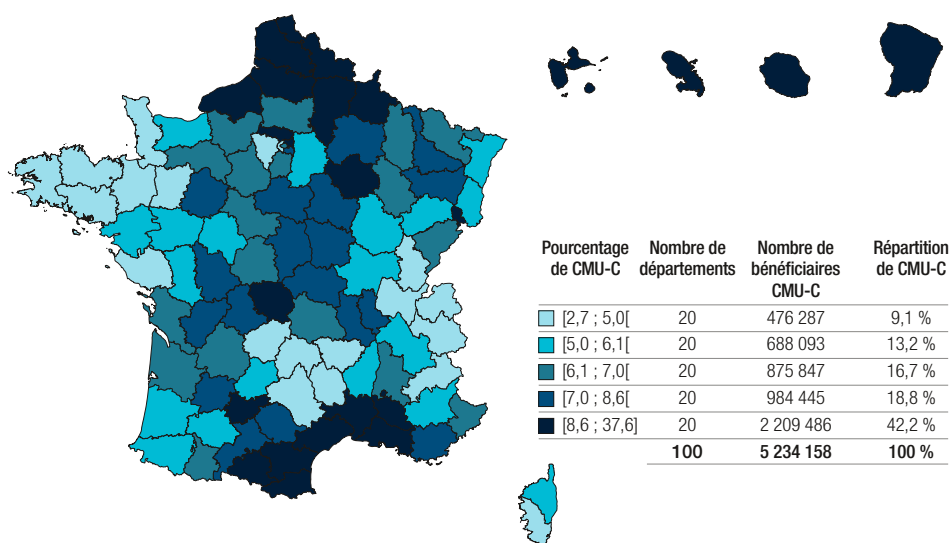 Pourcentage de CMU-C Nombre de départements Nombre de bénéficiaires CMU-C Répartition de CMU-C
[2,7 ; 5,0[ 20 476 287 9,1 %
[5,0 ; 6,1[ 20 688 093 13,2 %
[6,1 ; 7,0[ 20 875 847 16,7 %
[7,0 ; 8,6[ 20 984 445 18,8 %
[8,6 ; 37,6] 20 2 209 486 42,2 %
100 5 234 158 100 %